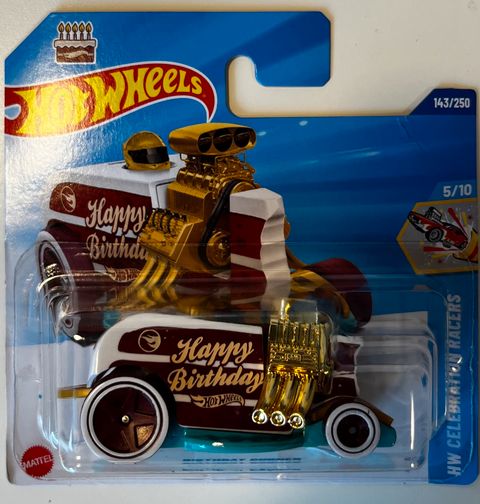 HOT WHEELS
143/250
5/10
Happy
Birthday
HW CELEBRATION RACERS
Happy
Birthday
HOT WHEELS
MATTEL